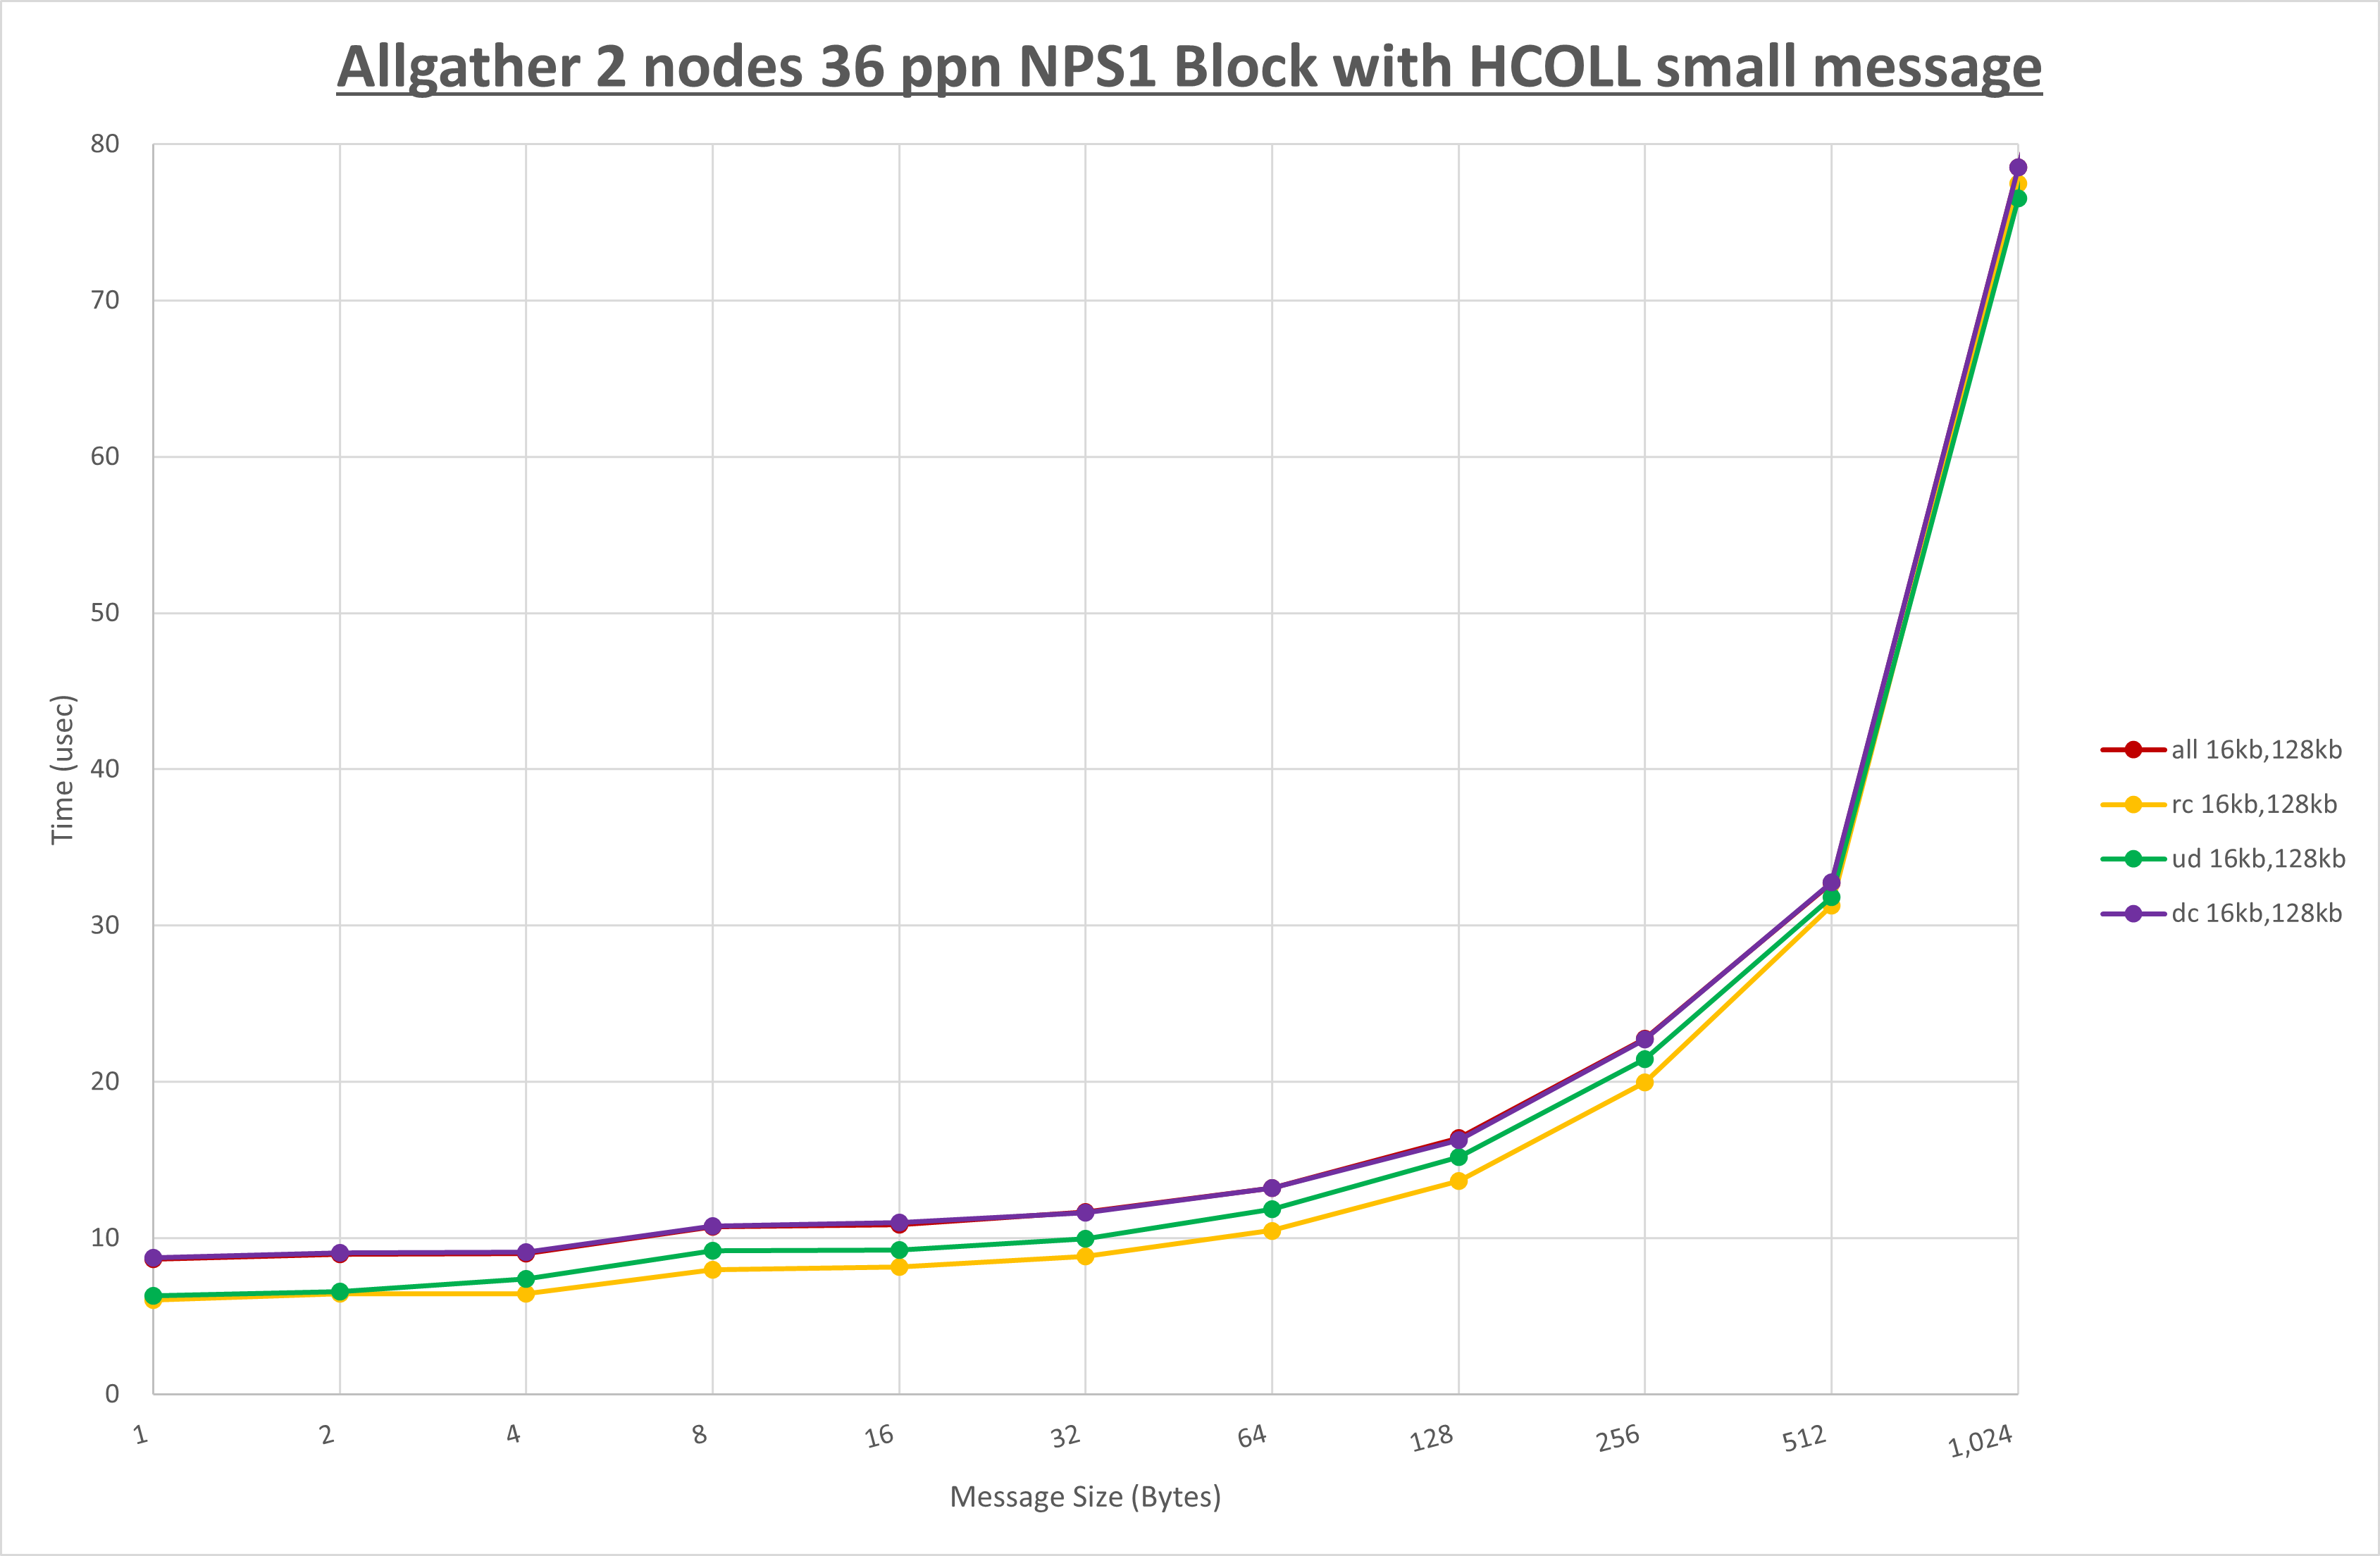 Allgather 2 nodes 36 ppn NPS1 Block with HCOLL small message
80
70
60
50
40
30
20
10
0
Time (usec)
1
2
4
8
16
32
64
128
256
512
1,024
Message Size (Bytes)
all 16kb,128kb
rc 16kb,128kb
ud 16kb,128kb
dc 16kb,128kb